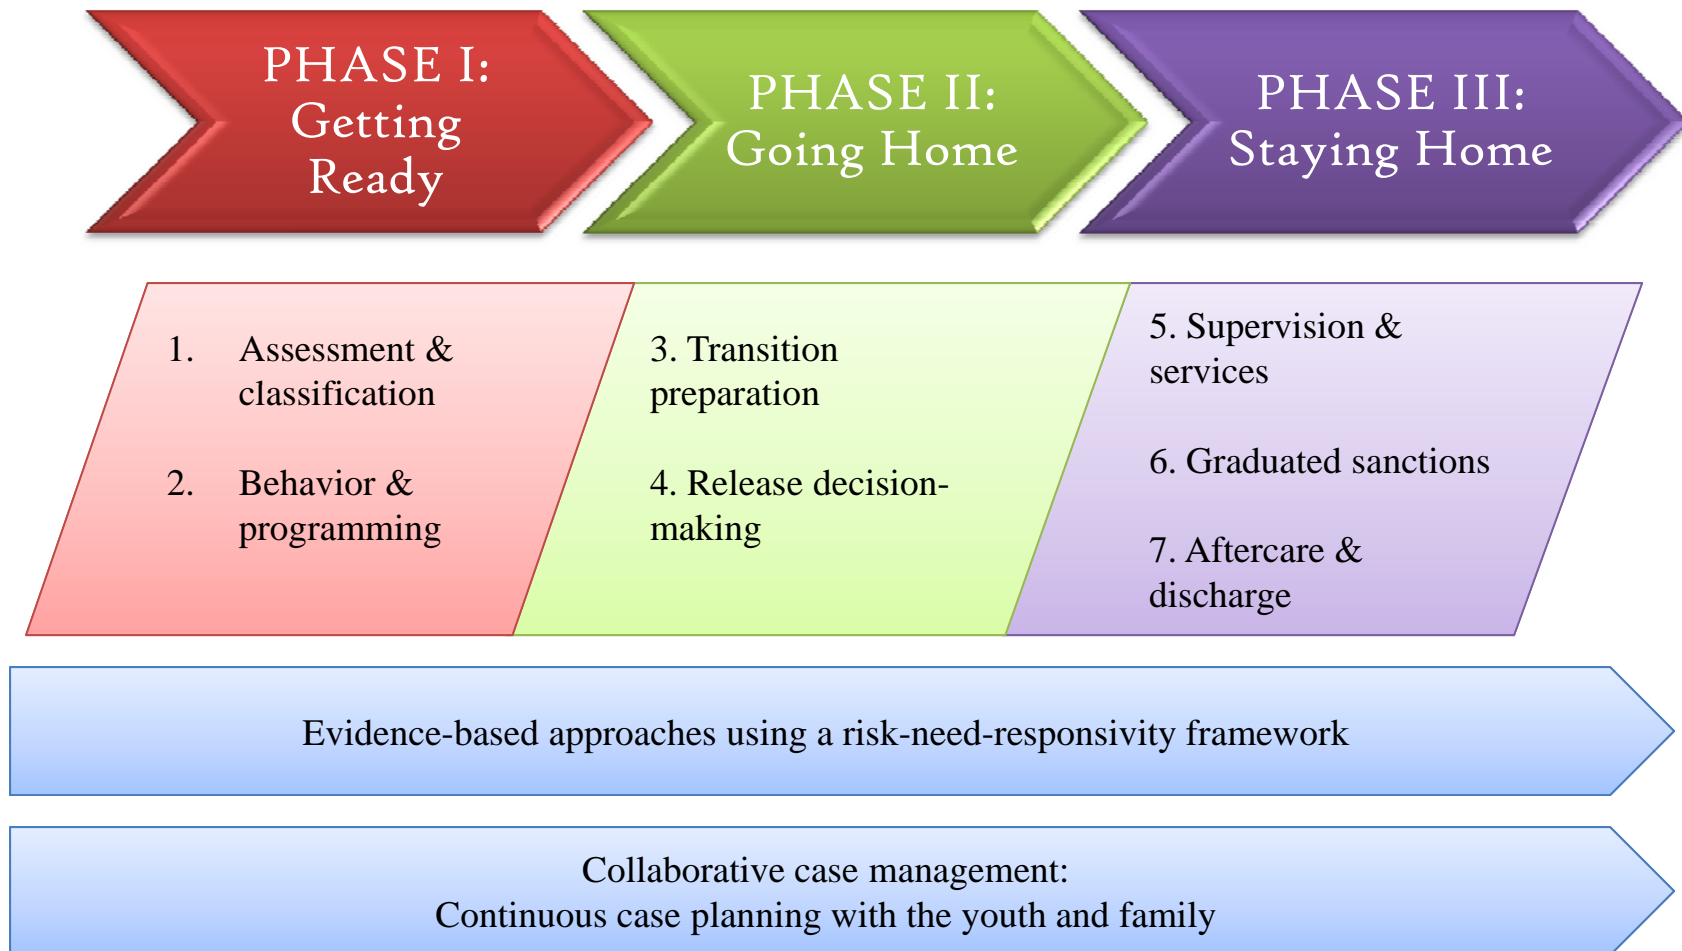 PHASE I:
Getting
Ready
PHASE II:
Going Home
PHASE III:
Staying Home
1. Assessment &
classification
2. Behavior &
programming
3. Transition
preparation
4. Release decision-
making
5. Supervision &
services
6. Graduated sanctions
7. Aftercare &
discharge
Evidence-based approaches using a risk-need-responsivity framework
Collaborative case management:
Continuous case planning with the youth and family